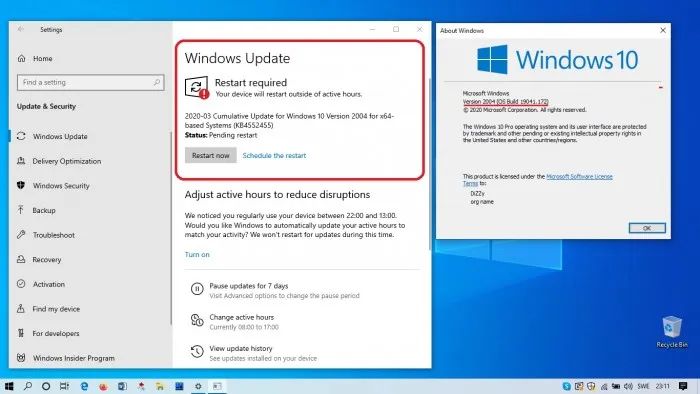 Settings
Home
Find a setting
Update & Security
Windows Update
Delivery Optimization
Windows Security
Backup
Troubleshoot
Recovery
Activation
Find my device
For developers
Windows Insider Program
Windows Update
Restart required
Your device will restart outside of active hours.
2020-03 Cumulative Update for Windows 10 Version 2004 for x64-
based Systems (KB4552455)
Status: Pending restart
Restart now
Schedule the restart
Adjust active hours to reduce disruptions
We noticed you regularly use your device between 22:00 and 13:00.
Would you like Windows to automatically update your active hours to
match your activity? We won't restart for updates during this time.
Turn on
Pause updates for 7 days
Visit Advanced options to change the pause period
Change active hours
Currently 08:00 to 17:00
View update history
See updates installed on your device
About Windows
Windows 10
Microsoft Windows
Version 2004 (OS Build 19041.172)
© 2020 Microsoft Corporation. All rights reserved.
The Windows 10 Pro operating system and its user interface are protected
by trademark and other pending or existing intellectual property rights in
the United States and other countries/regions.
This product is licensed under the Microsoft Software License
Terms to:
DiZZy
org name
OK
Recycle Bin
SWE
23:11